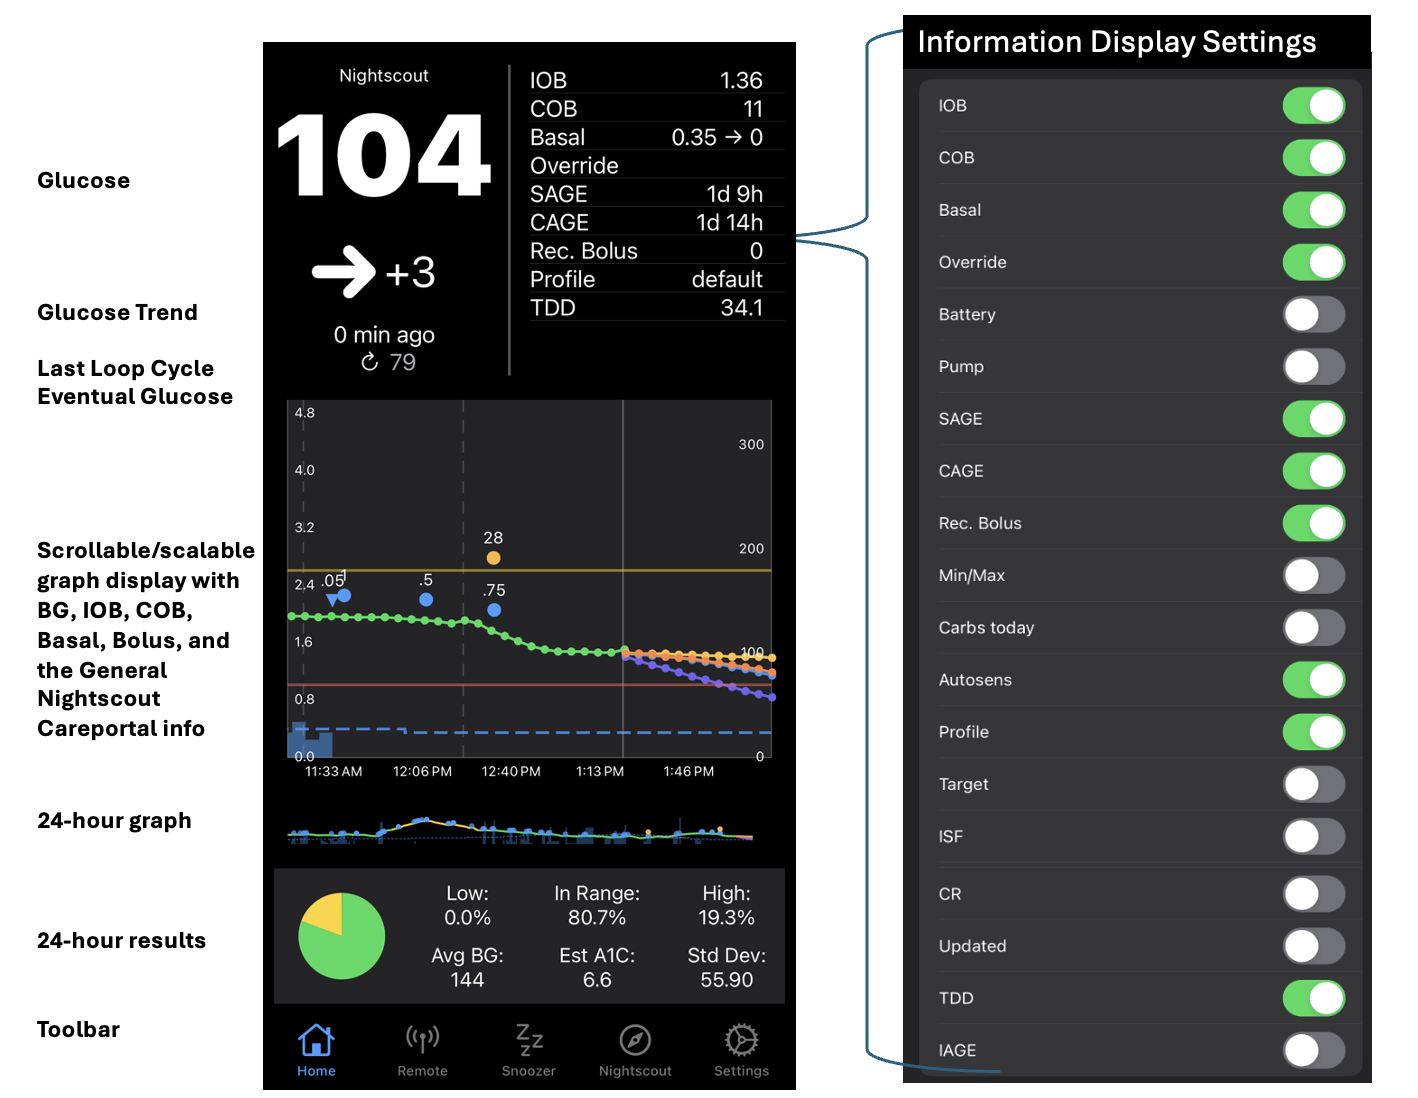 Information Display Settings
Nightscout
104
+3
0 min ago
79
IOB 1.36
COB 11
Basal 0.35 → 0
Override
SAGE 1d 9h
CAGE 1d 14h
Rec. Bolus 0
Profile default
TDD 34.1
Glucose
Glucose Trend
Last Loop Cycle
Eventual Glucose
Scrollable/scalable
graph display with
BG, IOB, COB,
Basal, Bolus, and
the General
Nightscout
Careportal info
24-hour graph
24-hour results
Toolbar
4.8
4.0
3.2
2.4
1.6
0.8
0.0
300
200
100
0
.05
1
.5
28
.75
11:33 AM 12:06 PM 12:40 PM 1:13 PM 1:46 PM
Low: In Range: High:
0.0% 80.7% 19.3%
Avg BG: Est A1C: Std Dev:
144 6.6 55.90
Home Remote Snoozer Nightscout Settings
IOB
COB
Basal
Override
Battery
Pump
SAGE
CAGE
Rec. Bolus
Min/Max
Carbs today
Autosens
Profile
Target
ISF
CR
Updated
TDD
IAGE